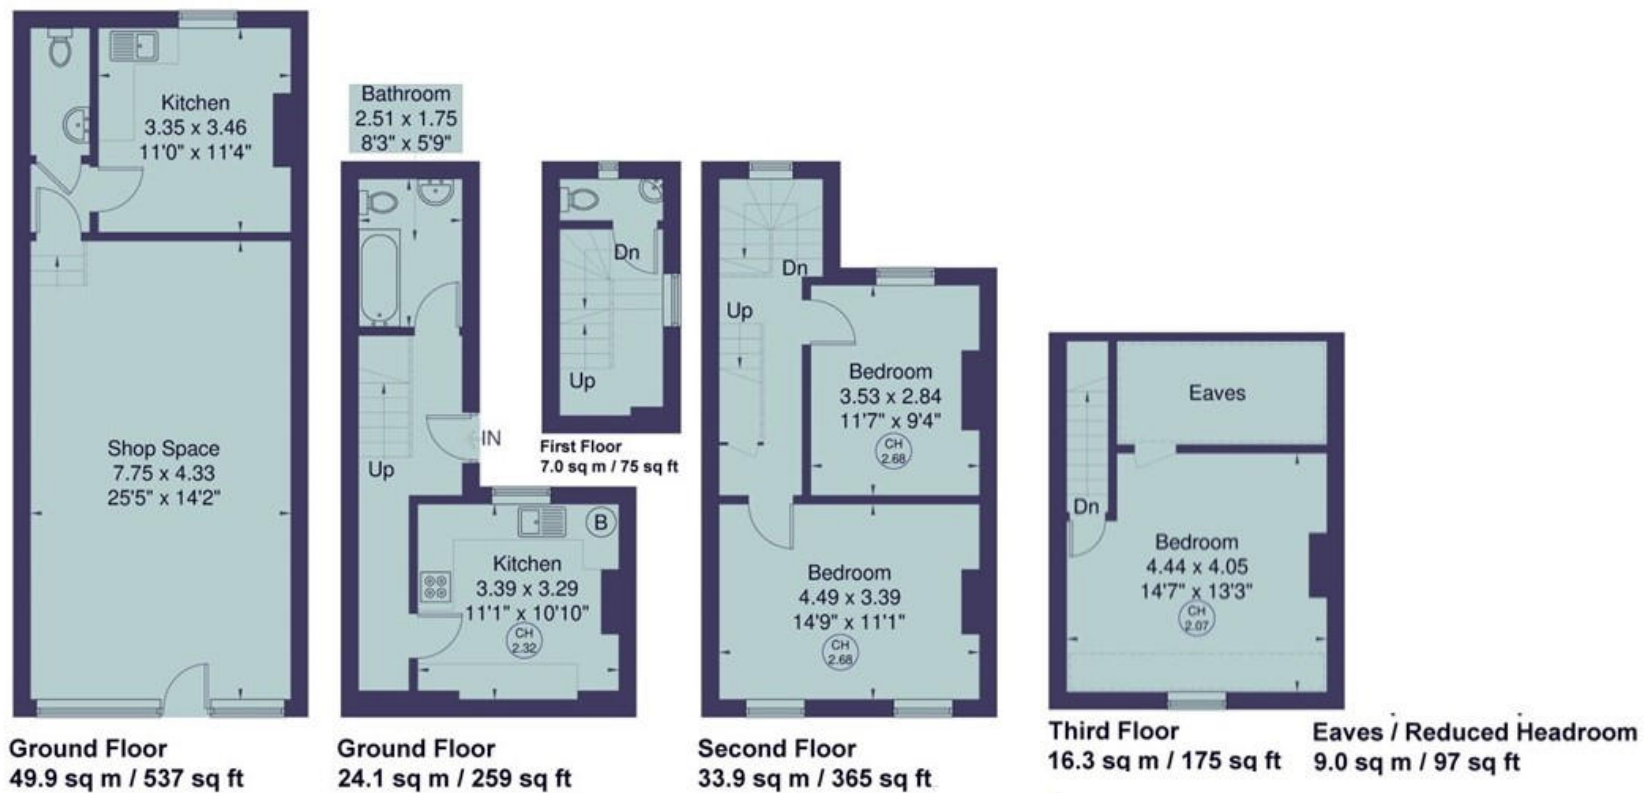 Kitchen
3.35 x 3.46
11'0" x 11'4"
Shop Space
7.75 x 4.33
25'5" x 14'2"
Ground Floor
49.9 sq m / 537 sq ft
Bathroom
2.51 x 1.75
8'3" x 5'9"
IN
Up
B
Kitchen
3.39 x 3.29
11'1" x 10'10"
CH
2.32
Ground Floor
24.1 sq m / 259 sq ft
Dn
Up
First Floor
7.0 sq m / 75 sq ft
Dn
Up
Bedroom
3.53 x 2.84
11'7" x 9'4"
CH
2.68
Bedroom
4.49 x 3.39
14'9" x 11'1"
CH
2.68
Second Floor
33.9 sq m / 365 sq ft
Eaves
Dn
Bedroom
4.44 x 4.05
14'7" x 13'3"
CH
2.07
Third Floor
16.3 sq m / 175 sq ft
Eaves / Reduced Headroom
9.0 sq m / 97 sq ft